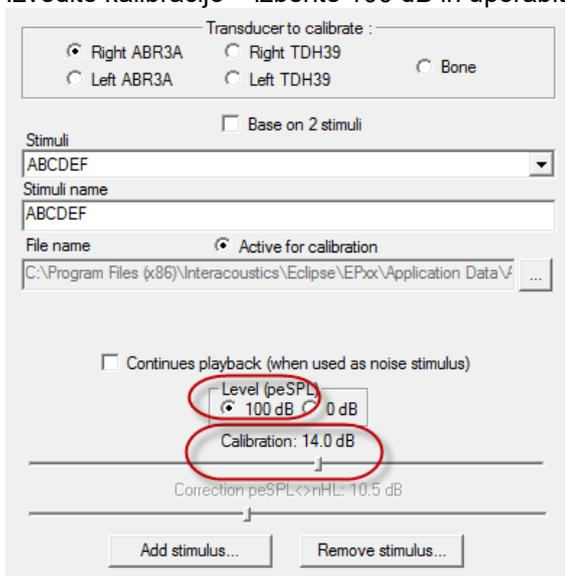 izvedite kalibracijo – izberite 100 dB in uporabit
Transducer to calibrate :
Right ABR3A Right TDH39 Bone
Left ABR3A Left TDH39
Base on 2 stimuli
Stimuli
ABCDEF
Stimuli name
ABCDEF
File name Active for calibration
C:\Program Files (x86)\Interacoustics\Eclipse\EPxx\Application Data\A ...
Continues playback (when used as noise stimulus)
Level (peSPL)
100 dB 0 dB
Calibration: 14.0 dB
Correction peSPL<>nHL: 10.5 dB
Add stimulus... Remove stimulus...